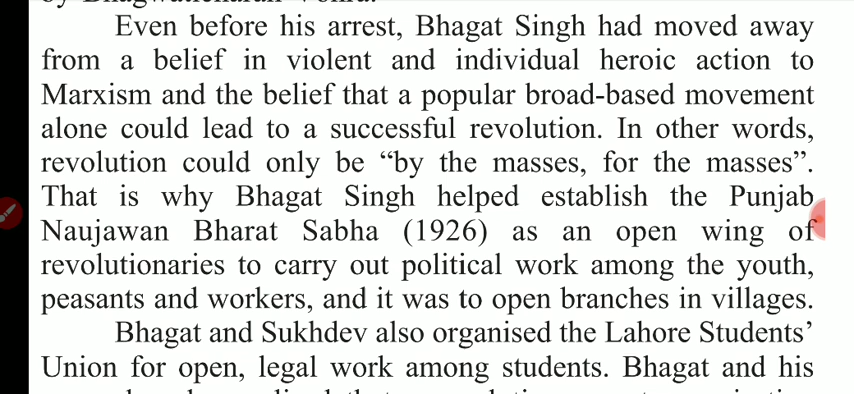 Even before his arrest, Bhagat Singh had moved away
from a belief in violent and individual heroic action to
Marxism and the belief that a popular broad-based movement
alone could lead to a successful revolution. In other words,
revolution could only be “by the masses, for the masses”.
That is why Bhagat Singh helped establish the Punjab
Naujawan Bharat Sabha (1926) as an open wing of
revolutionaries to carry out political work among the youth,
peasants and workers, and it was to open branches in villages.
Bhagat and Sukhdev also organised the Lahore Students’
Union for open, legal work among students. Bhagat and his